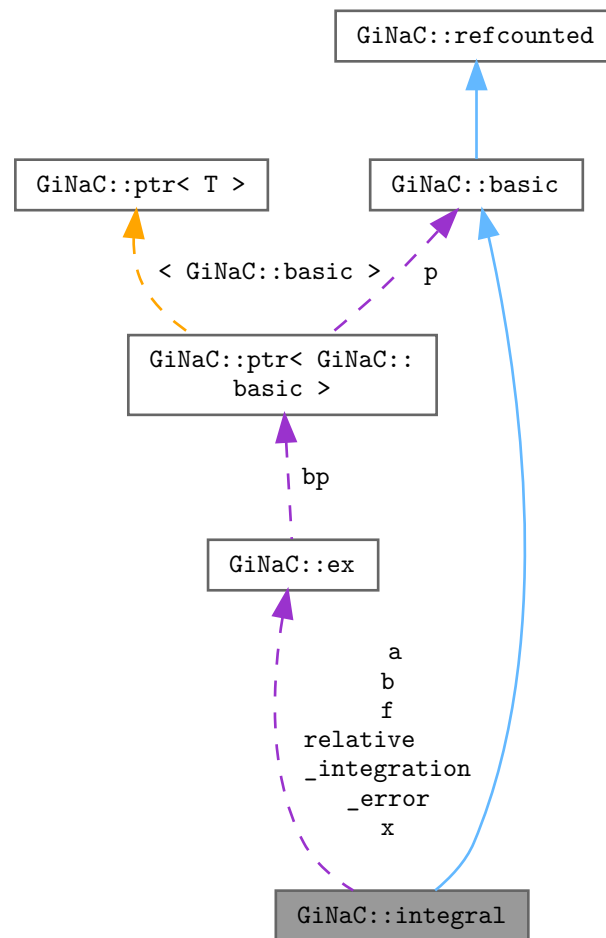 GiNaC::refcounted
GiNaC::ptr< T >
GiNaC::basic
< GiNaC::basic >
p
GiNaC::ptr< GiNaC::
basic >
bp
GiNaC::ex
a
b
f
relative
_integration
_error
x
GiNaC::integral